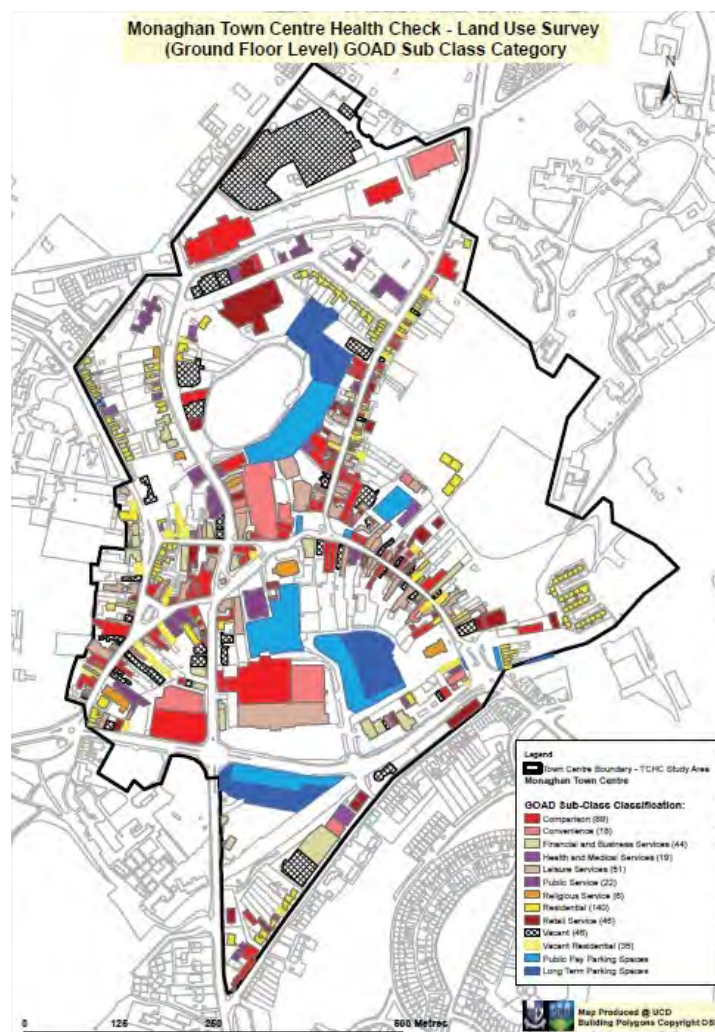 Monaghan Town Centre Health Check - Land Use Survey
(Ground Floor Level) GOAD Sub Class Category
N
Legend
Town Centre Boundary - TCHC Study Area
Monaghan Town Centre
GOAD Sub-Class Classification:
Comparison (89)
Convenience (18)
Financial and Business Services (44)
Health and Medical Services (19)
Leisure Services (51)
Public Service (22)
Religious Service (6)
Residential (140)
Retail Service (46)
Vacant (46)
Vacant Residential (36)
Public Pay Parking Spaces
Long Term Parking Spaces
0 125 250 500 Metres
Map Produced @ UCD
Building Polygons Copyright OSi